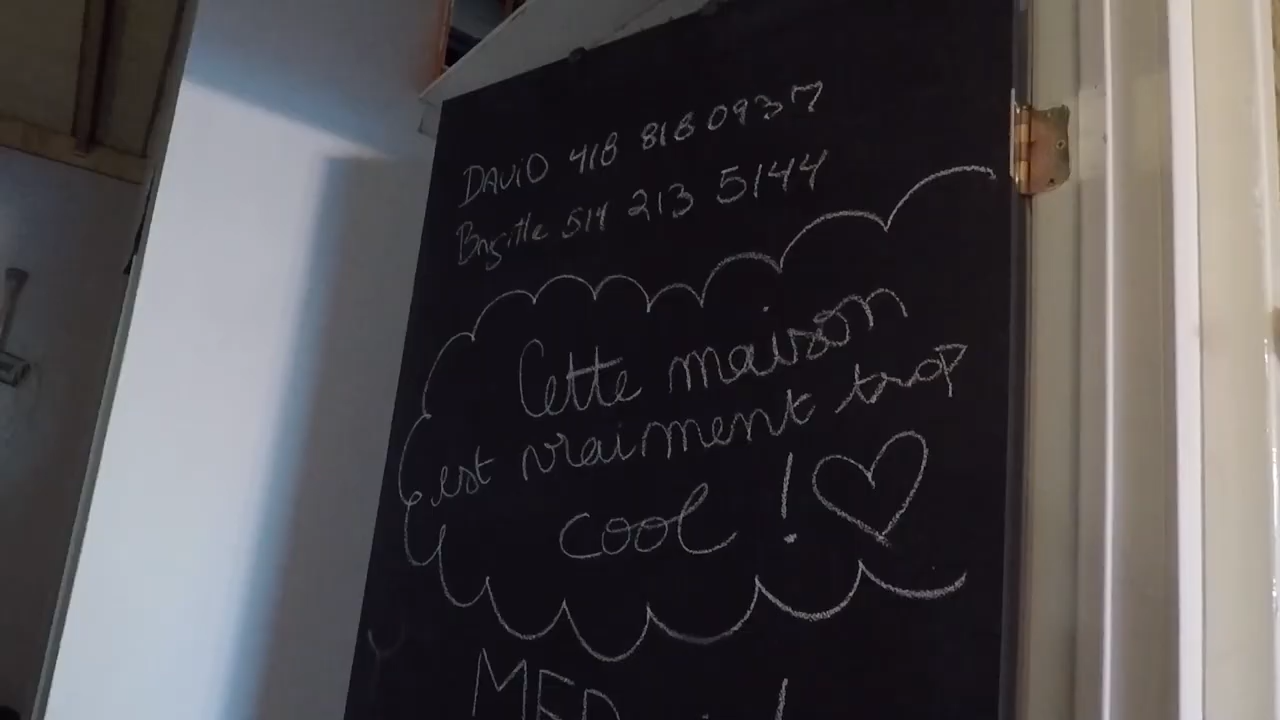 DAViD 418 818 0937
Brigitte 514 213 5144
Cette maison
est vraiment trop
cool !